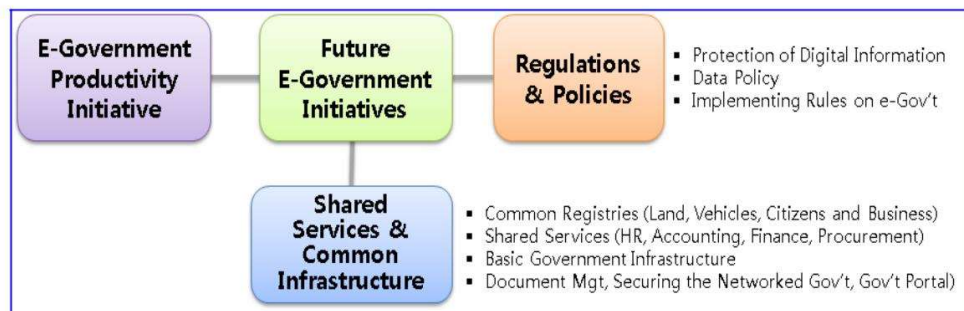 E-Government
Productivity
Initiative
Future
E-Government
Initiatives
Regulations
& Policies
▪ Protection of Digital Information
▪ Data Policy
▪ Implementing Rules on e-Gov't
Shared
Services &
Common
Infrastructure
▪ Common Registries (Land, Vehicles, Citizens and Business)
▪ Shared Services (HR, Accounting, Finance, Procurement)
▪ Basic Government Infrastructure
▪ Document Mgt, Securing the Networked Gov't, Gov't Portal)